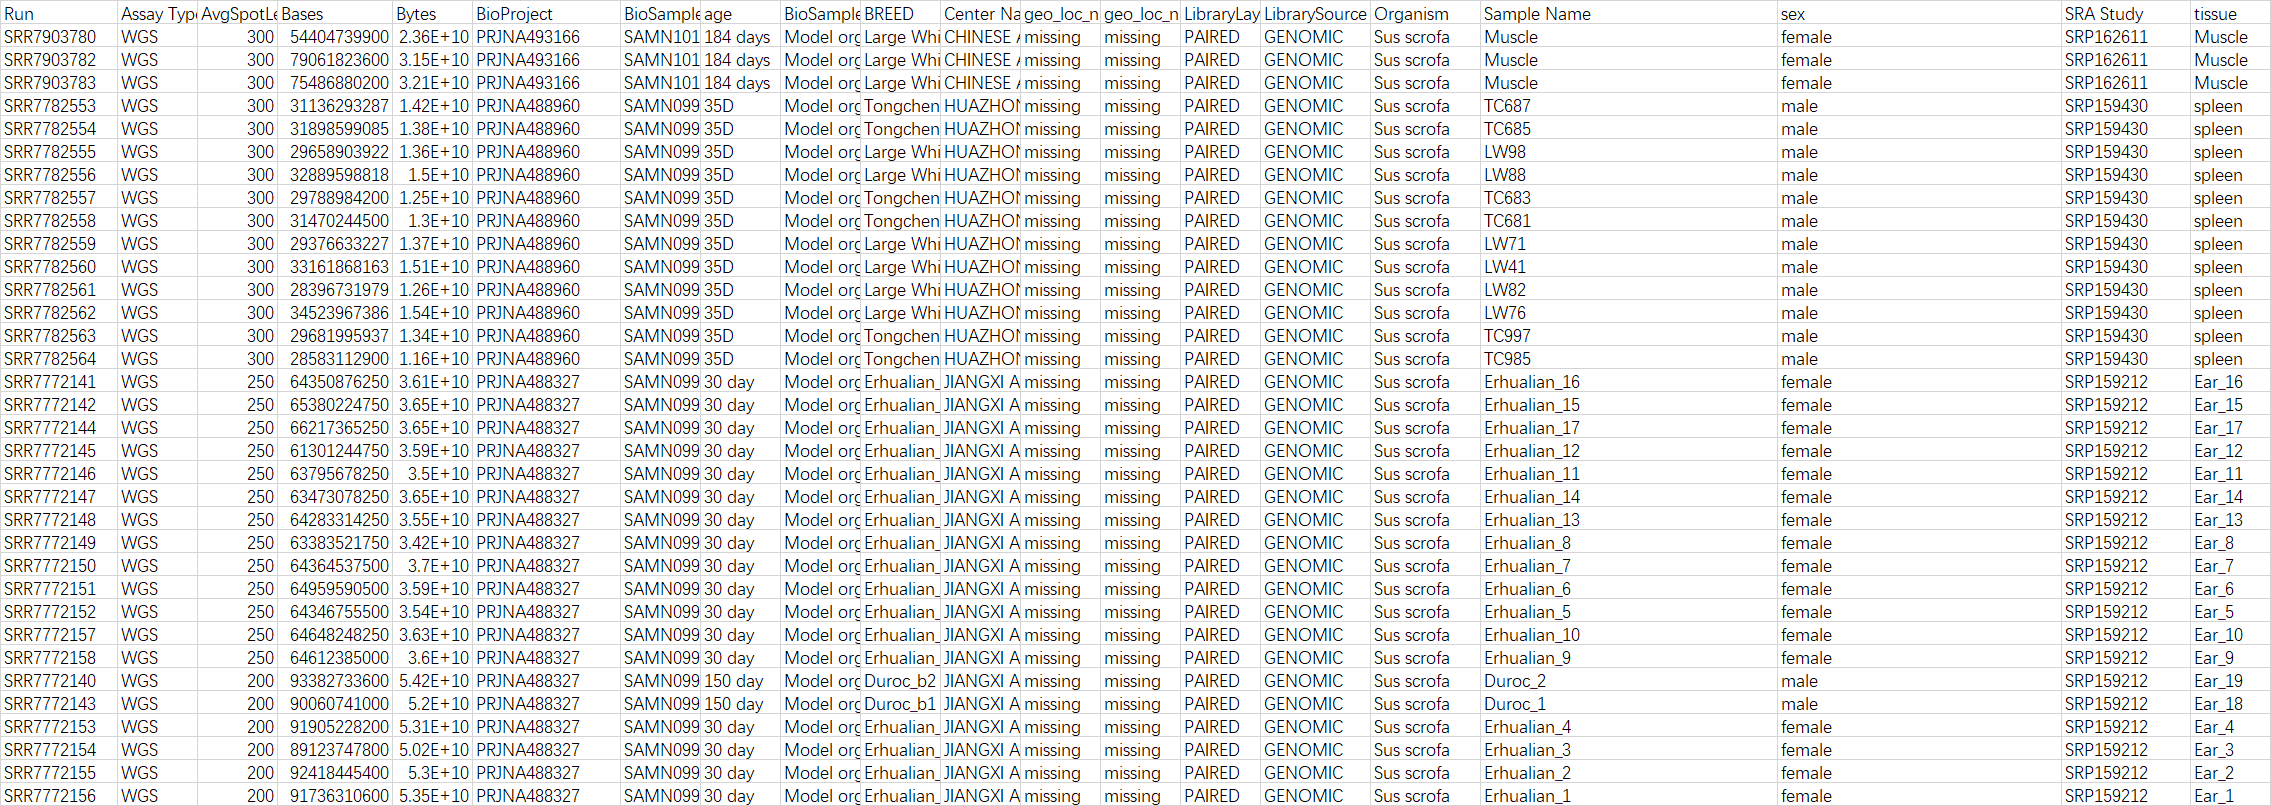 Run Assay Typ AvgSpotLe Bases Bytes BioProject BioSample age BioSample BREED Center Na geo_loc_n geo_loc_n LibraryLay LibrarySource Organism Sample Name sex SRA Study tissue
SRR7903780 WGS 300 54404739900 2.36E+10 PRJNA493166 SAMN101 184 days Model org Large Whi CHINESE A missing missing PAIRED GENOMIC Sus scrofa Muscle female SRP162611 Muscle
SRR7903782 WGS 300 79061823600 3.15E+10 PRJNA493166 SAMN101 184 days Model org Large Whi CHINESE A missing missing PAIRED GENOMIC Sus scrofa Muscle female SRP162611 Muscle
SRR7903783 WGS 300 75486880200 3.21E+10 PRJNA493166 SAMN101 184 days Model org Large Whi CHINESE A missing missing PAIRED GENOMIC Sus scrofa Muscle female SRP162611 Muscle
SRR7782553 WGS 300 31136293287 1.42E+10 PRJNA488960 SAMN099 35D Model org Tongchen HUAZHON missing missing PAIRED GENOMIC Sus scrofa TC687 male SRP159430 spleen
SRR7782554 WGS 300 31898599085 1.38E+10 PRJNA488960 SAMN099 35D Model org Tongchen HUAZHON missing missing PAIRED GENOMIC Sus scrofa TC685 male SRP159430 spleen
SRR7782555 WGS 300 29658903922 1.36E+10 PRJNA488960 SAMN099 35D Model org Large Whi HUAZHON missing missing PAIRED GENOMIC Sus scrofa LW98 male SRP159430 spleen
SRR7782556 WGS 300 32889598818 1.5E+10 PRJNA488960 SAMN099 35D Model org Large Whi HUAZHON missing missing PAIRED GENOMIC Sus scrofa LW88 male SRP159430 spleen
SRR7782557 WGS 300 29788984200 1.25E+10 PRJNA488960 SAMN099 35D Model org Tongchen HUAZHON missing missing PAIRED GENOMIC Sus scrofa TC683 male SRP159430 spleen
SRR7782558 WGS 300 31470244500 1.3E+10 PRJNA488960 SAMN099 35D Model org Tongchen HUAZHON missing missing PAIRED GENOMIC Sus scrofa TC681 male SRP159430 spleen
SRR7782559 WGS 300 29376633227 1.37E+10 PRJNA488960 SAMN099 35D Model org Large Whi HUAZHON missing missing PAIRED GENOMIC Sus scrofa LW71 male SRP159430 spleen
SRR7782560 WGS 300 33161868163 1.51E+10 PRJNA488960 SAMN099 35D Model org Large Whi HUAZHON missing missing PAIRED GENOMIC Sus scrofa LW41 male SRP159430 spleen
SRR7782561 WGS 300 28396731979 1.26E+10 PRJNA488960 SAMN099 35D Model org Large Whi HUAZHON missing missing PAIRED GENOMIC Sus scrofa LW82 male SRP159430 spleen
SRR7782562 WGS 300 34523967386 1.54E+10 PRJNA488960 SAMN099 35D Model org Large Whi HUAZHON missing missing PAIRED GENOMIC Sus scrofa LW76 male SRP159430 spleen
SRR7782563 WGS 300 29681995937 1.34E+10 PRJNA488960 SAMN099 35D Model org Tongchen HUAZHON missing missing PAIRED GENOMIC Sus scrofa TC997 male SRP159430 spleen
SRR7782564 WGS 300 28583112900 1.16E+10 PRJNA488960 SAMN099 35D Model org Tongchen HUAZHON missing missing PAIRED GENOMIC Sus scrofa TC985 male SRP159430 spleen
SRR7772141 WGS 250 64350876250 3.61E+10 PRJNA488327 SAMN099 30 day Model org Erhualian_ JIANGXI A missing missing PAIRED GENOMIC Sus scrofa Erhualian_16 female SRP159212 Ear_16
SRR7772142 WGS 250 65380224750 3.65E+10 PRJNA488327 SAMN099 30 day Model org Erhualian_ JIANGXI A missing missing PAIRED GENOMIC Sus scrofa Erhualian_15 female SRP159212 Ear_15
SRR7772144 WGS 250 66217365250 3.65E+10 PRJNA488327 SAMN099 30 day Model org Erhualian_ JIANGXI A missing missing PAIRED GENOMIC Sus scrofa Erhualian_17 female SRP159212 Ear_17
SRR7772145 WGS 250 61301244750 3.59E+10 PRJNA488327 SAMN099 30 day Model org Erhualian_ JIANGXI A missing missing PAIRED GENOMIC Sus scrofa Erhualian_12 female SRP159212 Ear_12
SRR7772146 WGS 250 63795678250 3.5E+10 PRJNA488327 SAMN099 30 day Model org Erhualian_ JIANGXI A missing missing PAIRED GENOMIC Sus scrofa Erhualian_11 female SRP159212 Ear_11
SRR7772147 WGS 250 63473078250 3.65E+10 PRJNA488327 SAMN099 30 day Model org Erhualian_ JIANGXI A missing missing PAIRED GENOMIC Sus scrofa Erhualian_14 female SRP159212 Ear_14
SRR7772148 WGS 250 64283314250 3.55E+10 PRJNA488327 SAMN099 30 day Model org Erhualian_ JIANGXI A missing missing PAIRED GENOMIC Sus scrofa Erhualian_13 female SRP159212 Ear_13
SRR7772149 WGS 250 63383521750 3.42E+10 PRJNA488327 SAMN099 30 day Model org Erhualian_ JIANGXI A missing missing PAIRED GENOMIC Sus scrofa Erhualian_8 female SRP159212 Ear_8
SRR7772150 WGS 250 64364537500 3.7E+10 PRJNA488327 SAMN099 30 day Model org Erhualian_ JIANGXI A missing missing PAIRED GENOMIC Sus scrofa Erhualian_7 female SRP159212 Ear_7
SRR7772151 WGS 250 64959590500 3.59E+10 PRJNA488327 SAMN099 30 day Model org Erhualian_ JIANGXI A missing missing PAIRED GENOMIC Sus scrofa Erhualian_6 female SRP159212 Ear_6
SRR7772152 WGS 250 64346755500 3.54E+10 PRJNA488327 SAMN099 30 day Model org Erhualian_ JIANGXI A missing missing PAIRED GENOMIC Sus scrofa Erhualian_5 female SRP159212 Ear_5
SRR7772157 WGS 250 64648248250 3.63E+10 PRJNA488327 SAMN099 30 day Model org Erhualian_ JIANGXI A missing missing PAIRED GENOMIC Sus scrofa Erhualian_10 female SRP159212 Ear_10
SRR7772158 WGS 250 64612385000 3.6E+10 PRJNA488327 SAMN099 30 day Model org Erhualian_ JIANGXI A missing missing PAIRED GENOMIC Sus scrofa Erhualian_9 female SRP159212 Ear_9
SRR7772140 WGS 200 93382733600 5.42E+10 PRJNA488327 SAMN099 150 day Model org Duroc_b2 JIANGXI A missing missing PAIRED GENOMIC Sus scrofa Duroc_2 male SRP159212 Ear_19
SRR7772143 WGS 200 90060741000 5.2E+10 PRJNA488327 SAMN099 150 day Model org Duroc_b1 JIANGXI A missing missing PAIRED GENOMIC Sus scrofa Duroc_1 male SRP159212 Ear_18
SRR7772153 WGS 200 91905228200 5.31E+10 PRJNA488327 SAMN099 30 day Model org Erhualian_ JIANGXI A missing missing PAIRED GENOMIC Sus scrofa Erhualian_4 female SRP159212 Ear_4
SRR7772154 WGS 200 89123747800 5.02E+10 PRJNA488327 SAMN099 30 day Model org Erhualian_ JIANGXI A missing missing PAIRED GENOMIC Sus scrofa Erhualian_3 female SRP159212 Ear_3
SRR7772155 WGS 200 92418445400 5.3E+10 PRJNA488327 SAMN099 30 day Model org Erhualian_ JIANGXI A missing missing PAIRED GENOMIC Sus scrofa Erhualian_2 female SRP159212 Ear_2
SRR7772156 WGS 200 91736310600 5.35E+10 PRJNA488327 SAMN099 30 day Model org Erhualian_ JIANGXI A missing missing PAIRED GENOMIC Sus scrofa Erhualian_1 female SRP159212 Ear_1